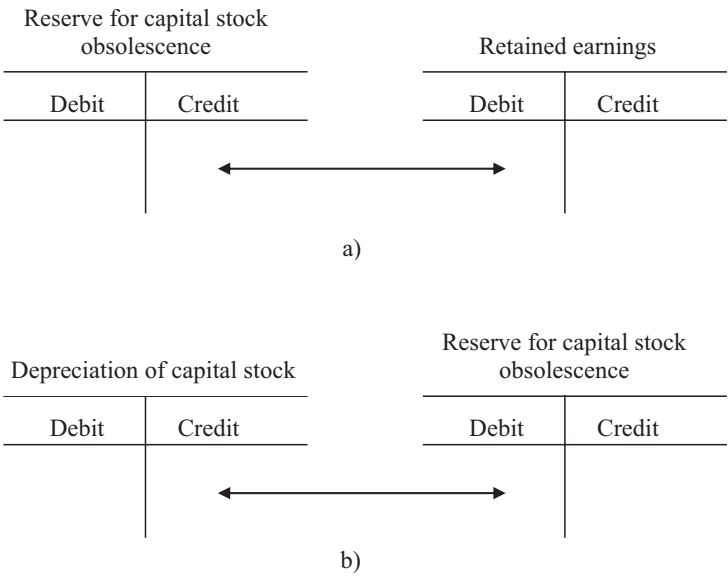 Reserve for capital stock
obsolescence
Retained earnings
Debit Credit
Debit Credit
a)
Depreciation of capital stock
Reserve for capital stock
obsolescence
Debit Credit
Debit Credit
b)